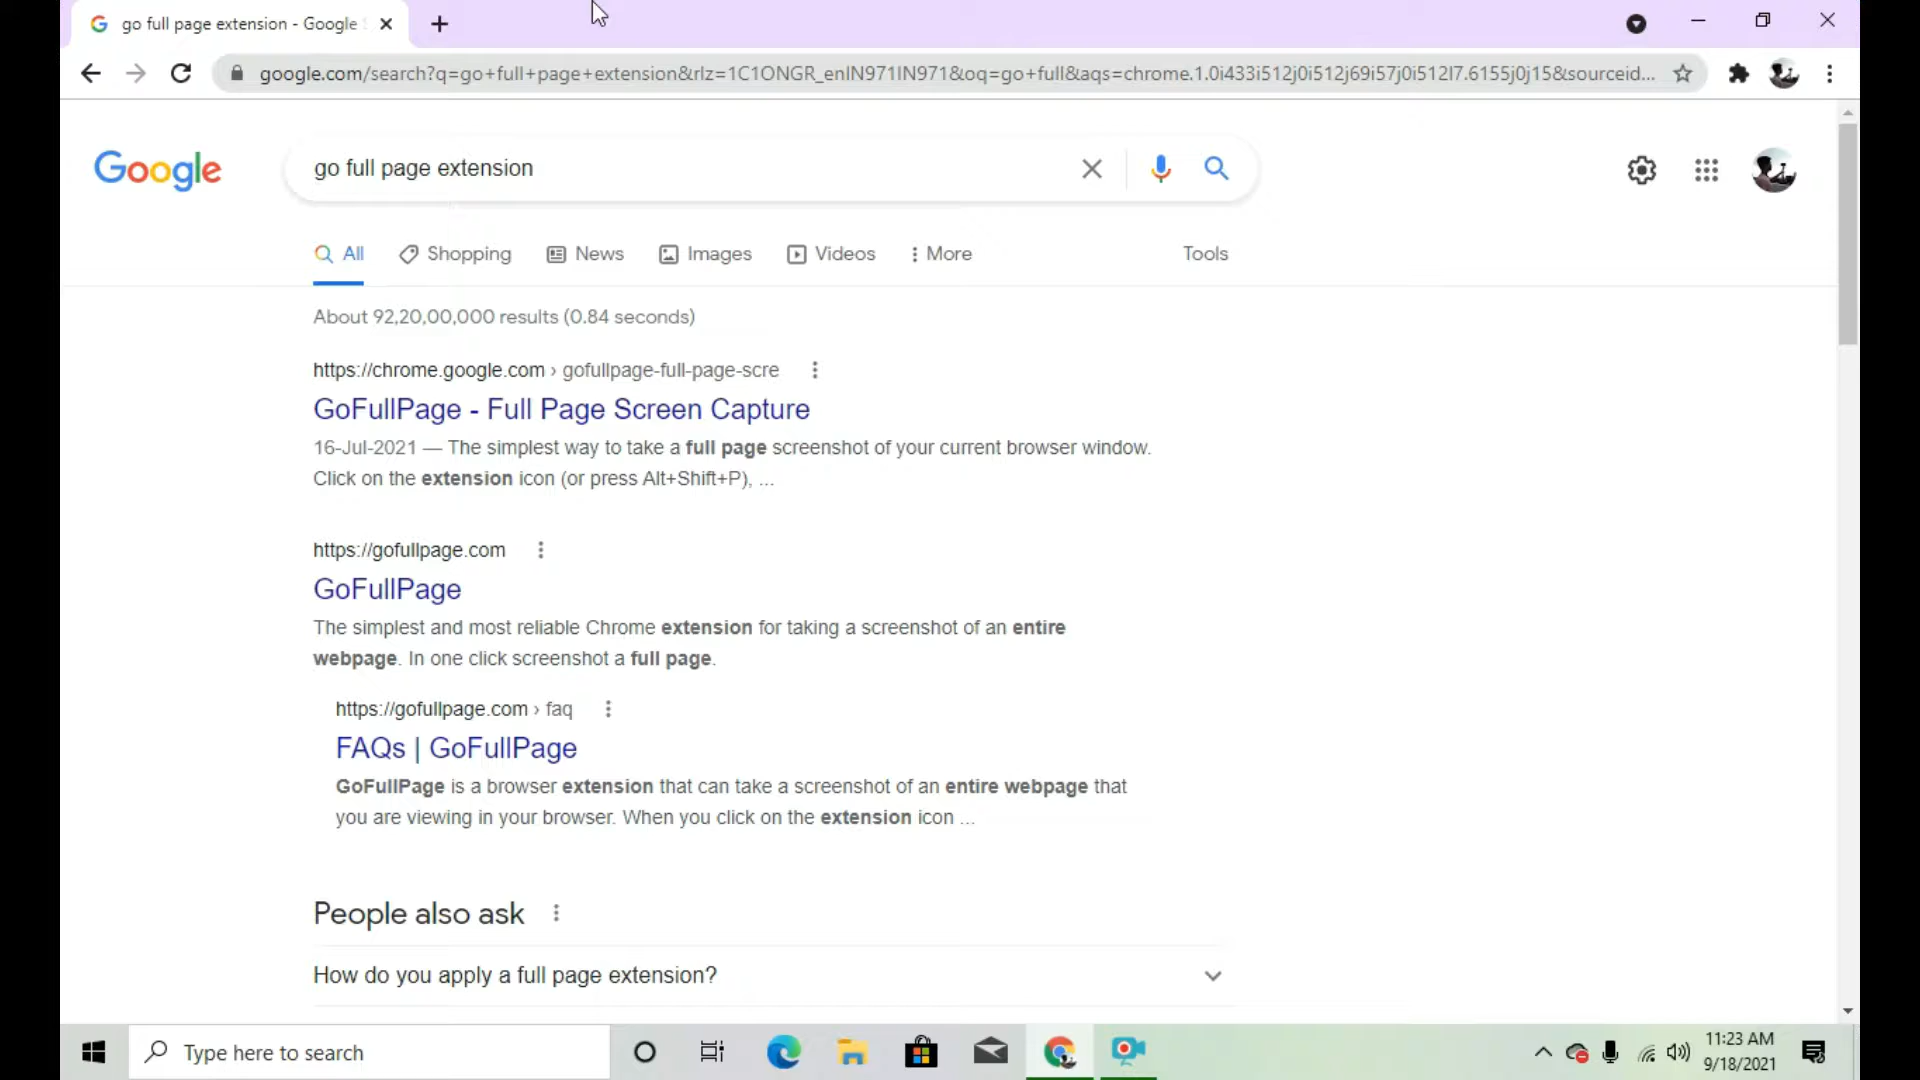 go full page extension - Google
google.com/search?q=go+full+page+extension&rlz=1C1ONGR_enIN971IN971&oq=go+full&aqs=chrome.1.0i433i512j0i512j69i57j0i512l7.6155j0j15&sourceid...
Google
go full page extension
All Shopping News Images Videos More Tools
About 92,20,00,000 results (0.84 seconds)
https://chrome.google.com › gofullpage-full-page-scre
GoFullPage - Full Page Screen Capture
16-Jul-2021 — The simplest way to take a full page screenshot of your current browser window.
Click on the extension icon (or press Alt+Shift+P), ...
https://gofullpage.com
GoFullPage
The simplest and most reliable Chrome extension for taking a screenshot of an entire
webpage. In one click screenshot a full page.
https://gofullpage.com › faq
FAQs | GoFullPage
GoFullPage is a browser extension that can take a screenshot of an entire webpage that
you are viewing in your browser. When you click on the extension icon ...
People also ask
How do you apply a full page extension?
Type here to search
11:23 AM
9/18/2021